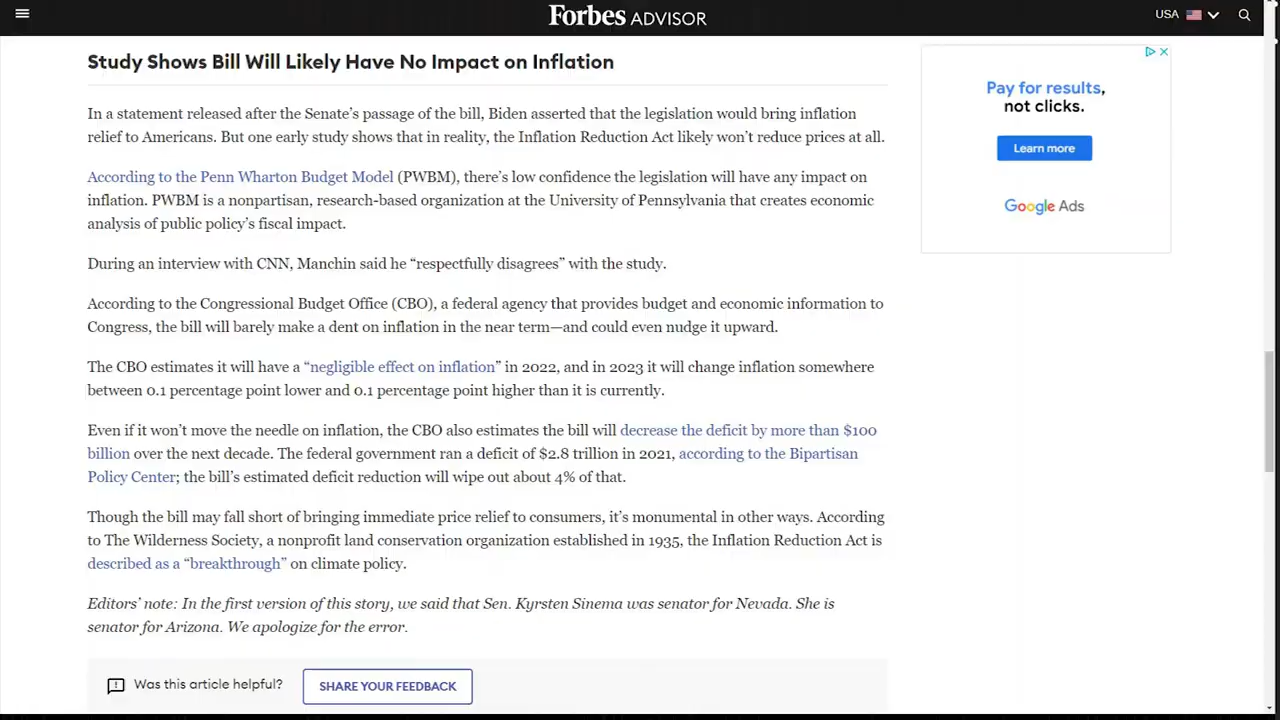 Forbes ADVISOR
USA
Study Shows Bill Will Likely Have No Impact on Inflation
In a statement released after the Senate’s passage of the bill, Biden asserted that the legislation would bring inflation
relief to Americans. But one early study shows that in reality, the Inflation Reduction Act likely won’t reduce prices at all.
According to the Penn Wharton Budget Model (PWBM), there’s low confidence the legislation will have any impact on
inflation. PWBM is a nonpartisan, research-based organization at the University of Pennsylvania that creates economic
analysis of public policy’s fiscal impact.
During an interview with CNN, Manchin said he “respectfully disagrees” with the study.
According to the Congressional Budget Office (CBO), a federal agency that provides budget and economic information to
Congress, the bill will barely make a dent on inflation in the near term—and could even nudge it upward.
The CBO estimates it will have a “negligible effect on inflation” in 2022, and in 2023 it will change inflation somewhere
between 0.1 percentage point lower and 0.1 percentage point higher than it is currently.
Even if it won’t move the needle on inflation, the CBO also estimates the bill will decrease the deficit by more than $100
billion over the next decade. The federal government ran a deficit of $2.8 trillion in 2021, according to the Bipartisan
Policy Center; the bill’s estimated deficit reduction will wipe out about 4% of that.
Though the bill may fall short of bringing immediate price relief to consumers, it’s monumental in other ways. According
to The Wilderness Society, a nonprofit land conservation organization established in 1935, the Inflation Reduction Act is
described as a “breakthrough” on climate policy.
Editors’ note: In the first version of this story, we said that Sen. Kyrsten Sinema was senator for Nevada. She is
senator for Arizona. We apologize for the error.
Was this article helpful?
SHARE YOUR FEEDBACK
Pay for results,
not clicks.
Learn more
Google Ads